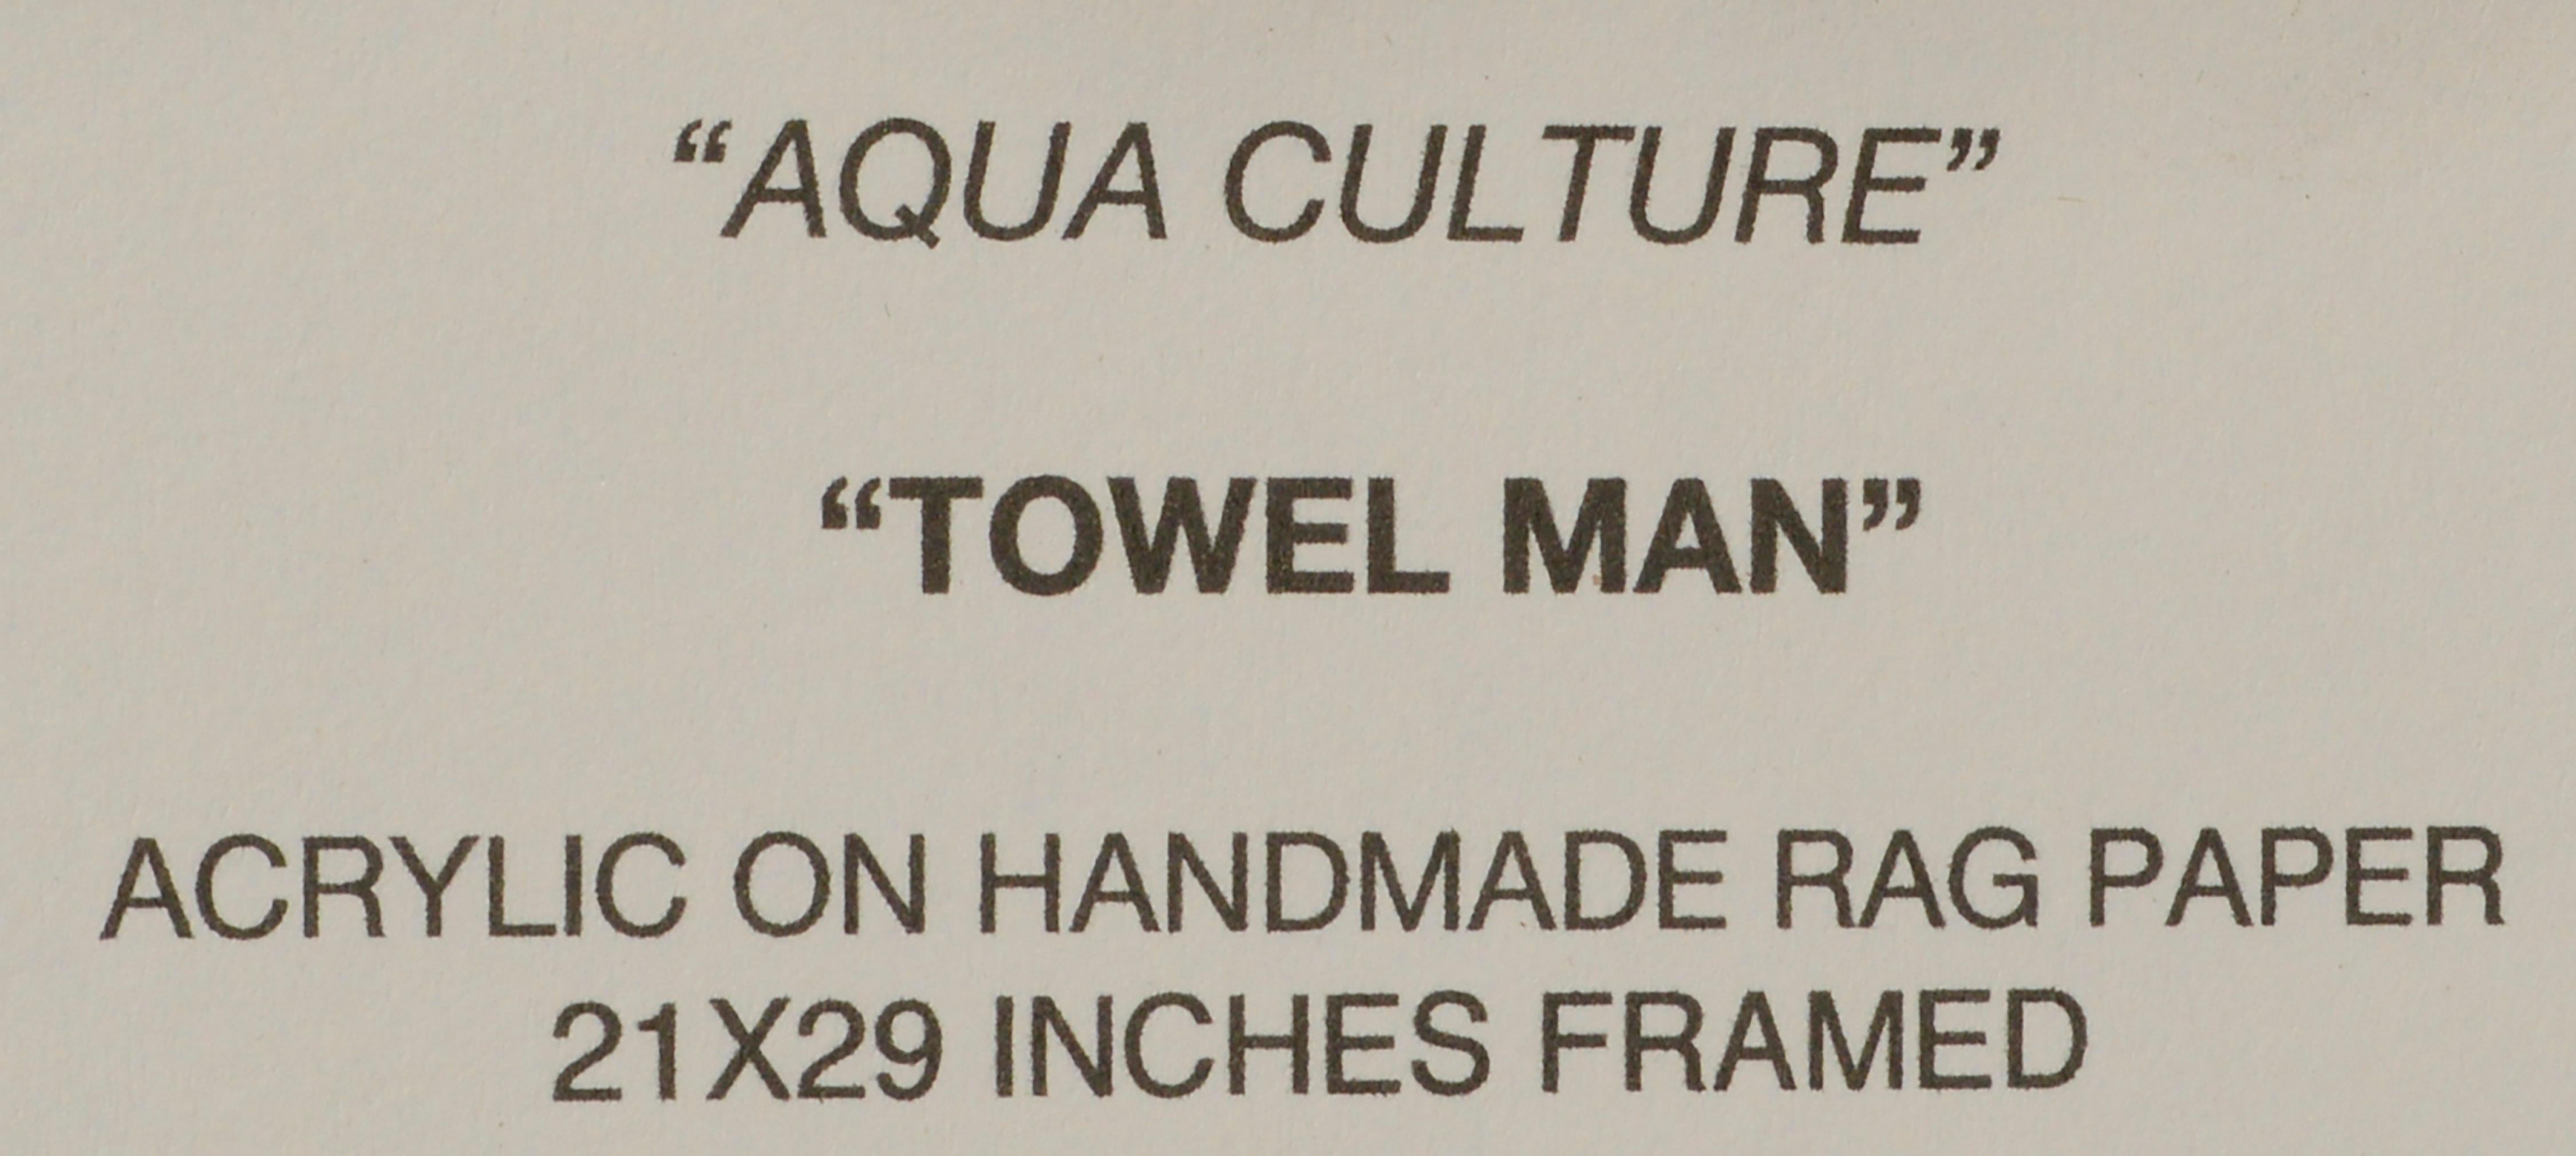 “AQUA CULTURE”
“TOWEL MAN”
ACRYLIC ON HANDMADE RAG PAPER
21X29 INCHES FRAMED